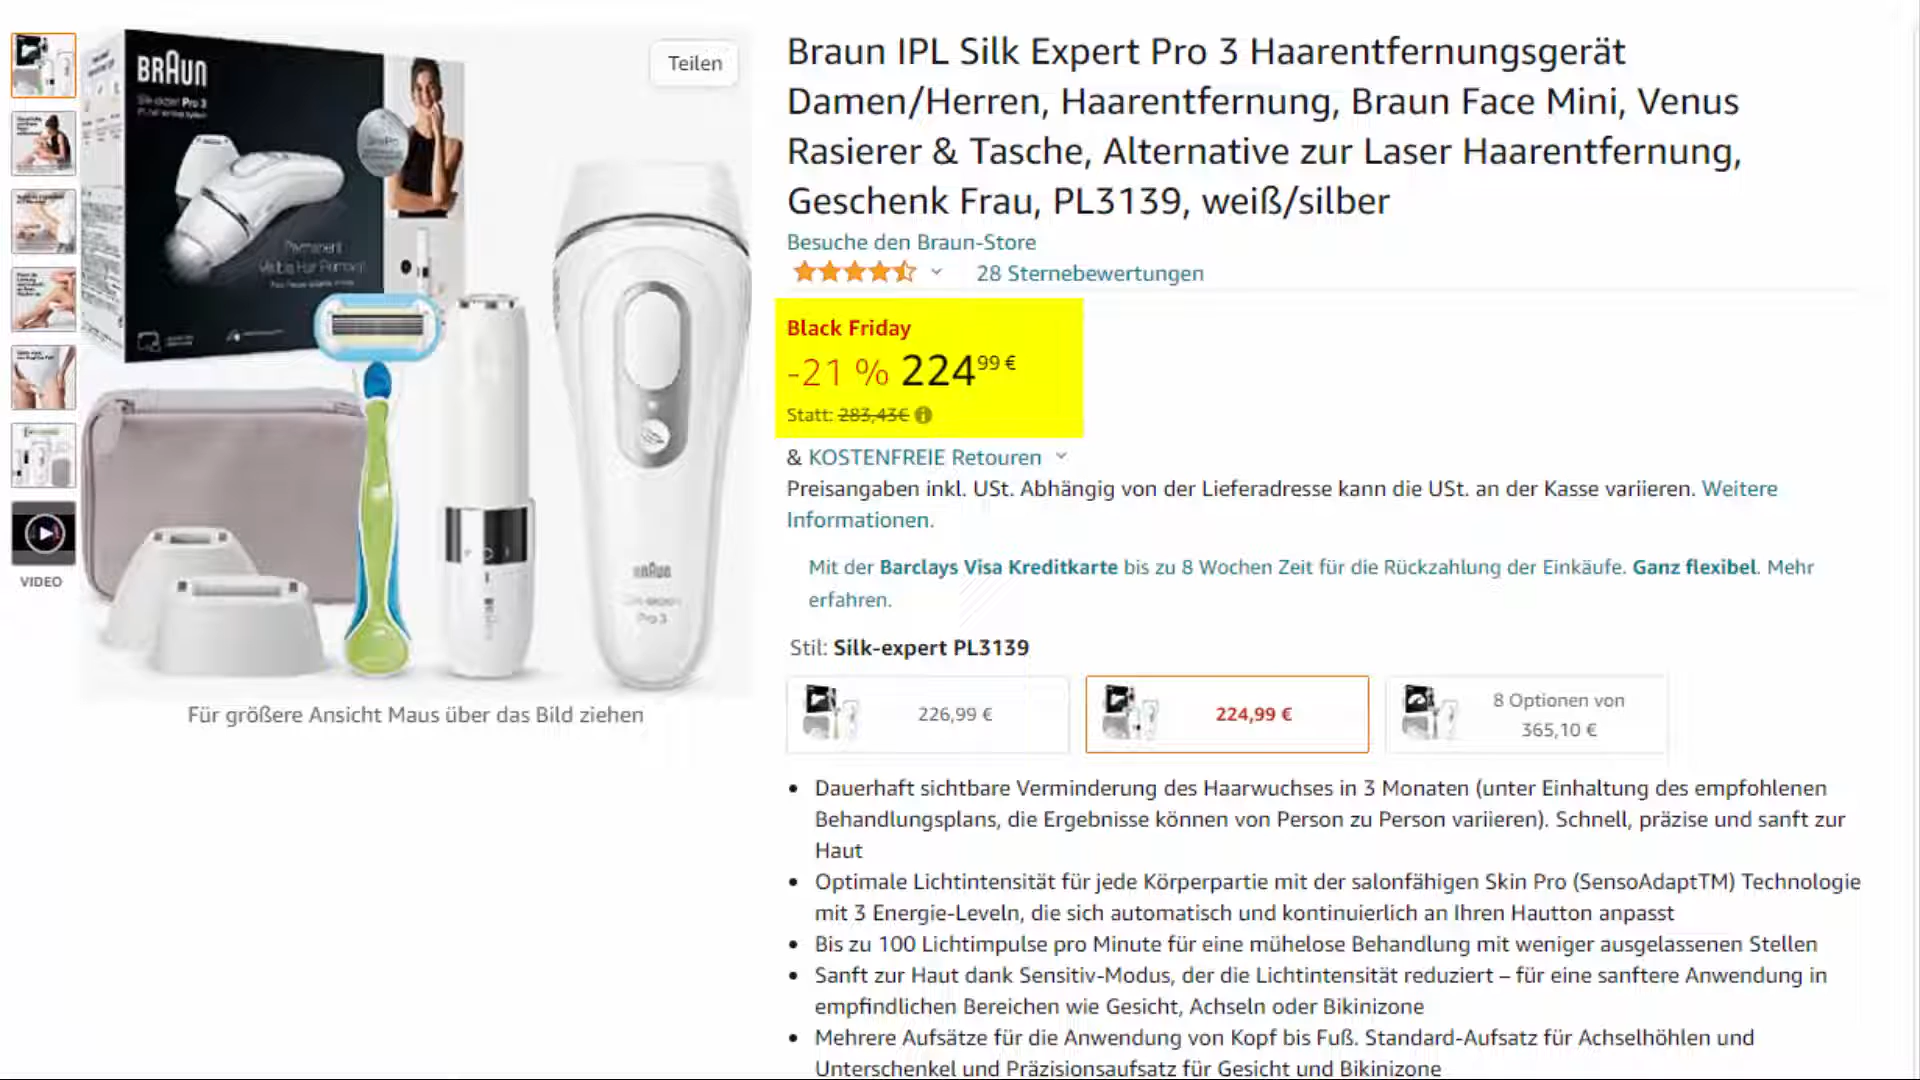 BRAUN
Silk·expert Pro 3
Permanent
Visible Hair Removal
Teilen
VIDEO
BRAUN
Pro 3
Für größere Ansicht Maus über das Bild ziehen
Braun IPL Silk Expert Pro 3 Haarentfernungsgerät
Damen/Herren, Haarentfernung, Braun Face Mini, Venus
Rasierer & Tasche, Alternative zur Laser Haarentfernung,
Geschenk Frau, PL3139, weiß/silber
Besuche den Braun-Store
28 Sternebewertungen
Black Friday
-21 % 224 99 €
Statt: 283,43€
& KOSTENFREIE Retouren
Preisangaben inkl. USt. Abhängig von der Lieferadresse kann die USt. an der Kasse variieren. Weitere
Informationen.
Mit der Barclays Visa Kreditkarte bis zu 8 Wochen Zeit für die Rückzahlung der Einkäufe. Ganz flexibel. Mehr
erfahren.
Stil: Silk-expert PL3139
226,99 €
224,99 €
8 Optionen von
365,10 €
• Dauerhaft sichtbare Verminderung des Haarwuchses in 3 Monaten (unter Einhaltung des empfohlenen
Behandlungsplans, die Ergebnisse können von Person zu Person variieren). Schnell, präzise und sanft zur
Haut
• Optimale Lichtintensität für jede Körperpartie mit der salonfähigen Skin Pro (SensoAdaptTM) Technologie
mit 3 Energie-Leveln, die sich automatisch und kontinuierlich an Ihren Hautton anpasst
• Bis zu 100 Lichtimpulse pro Minute für eine mühelose Behandlung mit weniger ausgelassenen Stellen
• Sanft zur Haut dank Sensitiv-Modus, der die Lichtintensität reduziert – für eine sanftere Anwendung in
empfindlichen Bereichen wie Gesicht, Achseln oder Bikinizone
• Mehrere Aufsätze für die Anwendung von Kopf bis Fuß. Standard-Aufsatz für Achselhöhlen und
Unterschenkel und Präzisionsaufsatz für Gesicht und Bikinizone